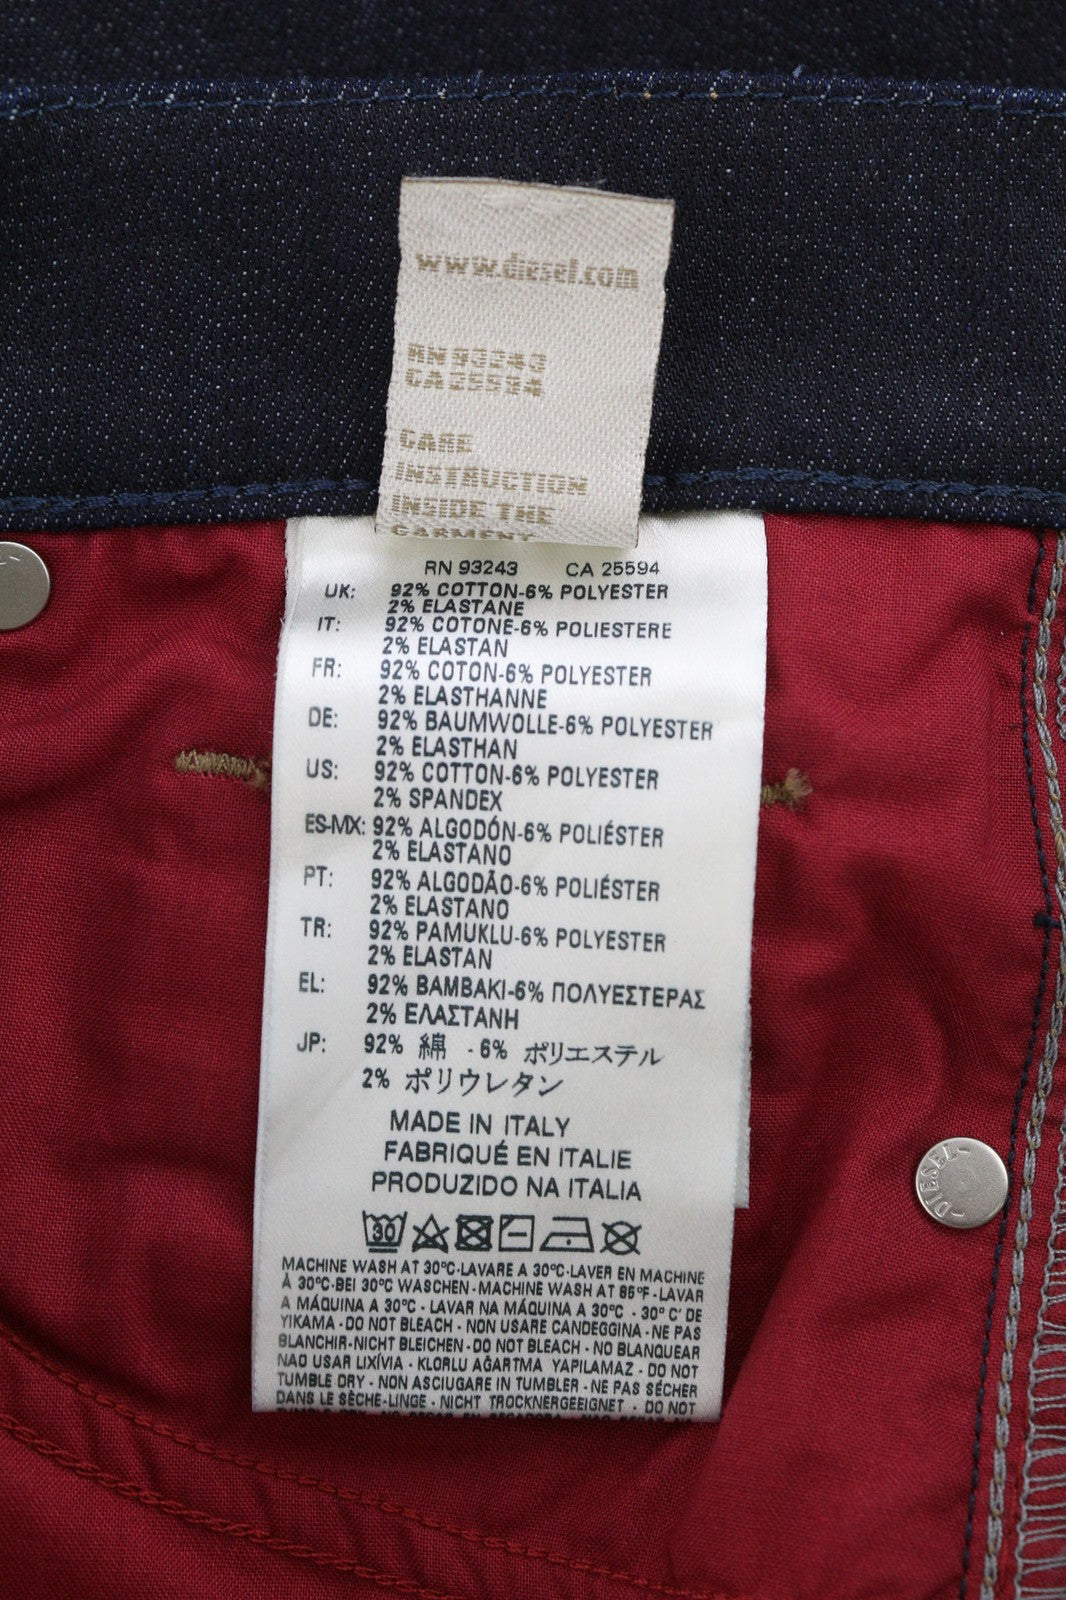 www.diesel.com
RN 93243
CA 25594
CARE
INSTRUCTION
INSIDE THE
GARMENT
RN 93243 CA 25594
UK: 92% COTTON-6% POLYESTER
2% ELASTANE
IT: 92% COTONE-6% POLIESTERE
2% ELASTAN
FR: 92% COTON-6% POLYESTER
2% ELASTHANNE
DE: 92% BAUMWOLLE-6% POLYESTER
2% ELASTHAN
US: 92% COTTON-6% POLYESTER
2% SPANDEX
ES-MX: 92% ALGODÓN-6% POLIÉSTER
2% ELASTANO
PT: 92% ALGODÃO-6% POLIÉSTER
2% ELASTANO
TR: 92% PAMUKLU-6% POLYESTER
2% ELASTAN
EL: 92% BAMBAKI-6% ΠΟΛΥΕΣΤΕΡΑΣ
2% ΕΛΑΣΤΑΝΗ
JP: 92% 綿 - 6% ポリエステル
2% ポリウレタン
MADE IN ITALY
FABRIQUÉ EN ITALIE
PRODUZIDO NA ITALIA
30
MACHINE WASH AT 30°C-LAVARE A 30°C-LAVER EN MACHINE
À 30°C-BEI 30°C WASCHEN-MACHINE WASH AT 85°F-LAVAR
A MÁQUINA A 30°C - LAVAR NA MÁQUINA A 30°C - 30° C' DE
YIKAMA - DO NOT BLEACH - NON USARE CANDEGGINA - NE PAS
BLANCHIR-NICHT BLEICHEN - DO NOT BLEACH - NO BLANQUEAR
NAO USAR LIXÍVIA - KLORLU AĞARTMA YAPILAMAZ - DO NOT
TUMBLE DRY - NON ASCIUGARE IN TUMBLER - NE PAS SÉCHER
DANS LE SÈCHE-LINGE - NICHT TROCKNERGEEIGNET - DO NOT
-DIESEL-